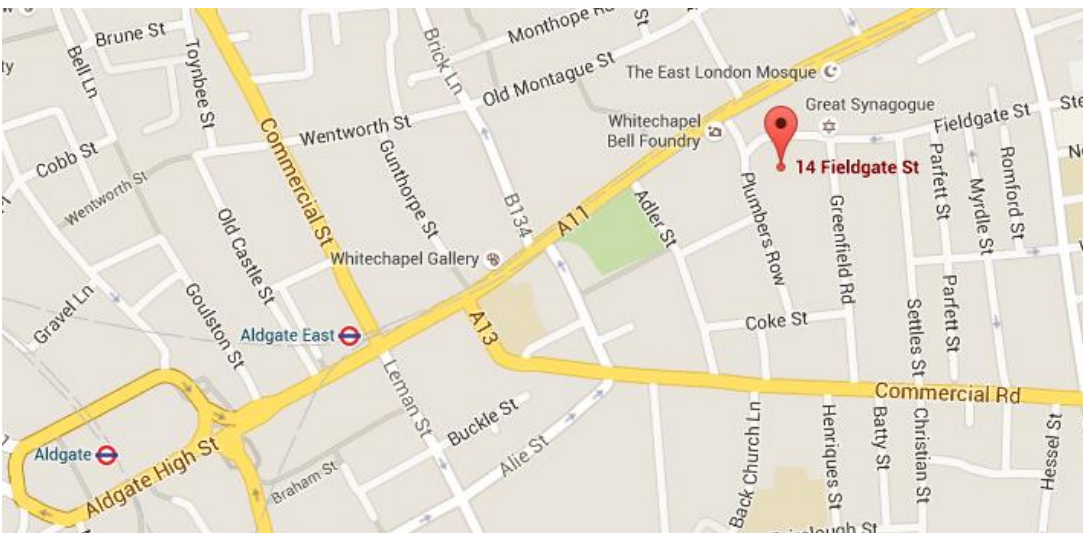 Brune St
Bell Ln
Toynbee St
Commercial St
Brick Ln
Old Montague St
The East London Mosque
Great Synagogue
Whitechapel
Bell Foundry
14 Fieldgate St
Fieldgate St
Cobb St
Wentworth St
Wentworth St
Gunthorpe St
Old Castle St
B134
A11
Adler St
Plumbers Row
Greenfield Rd
Parfett St
Myrdle St
Romford St
Whitechapel Gallery
Gravel Ln
Goulston St
Aldgate East
A13
Coke St
Settles St
Parfett St
Leman St
Commercial Rd
Buckle St
Alie St
Braham St
Aldgate
Aldgate High St
Back Church Ln
Henriques St
Batty St
Christian St
Hessel St